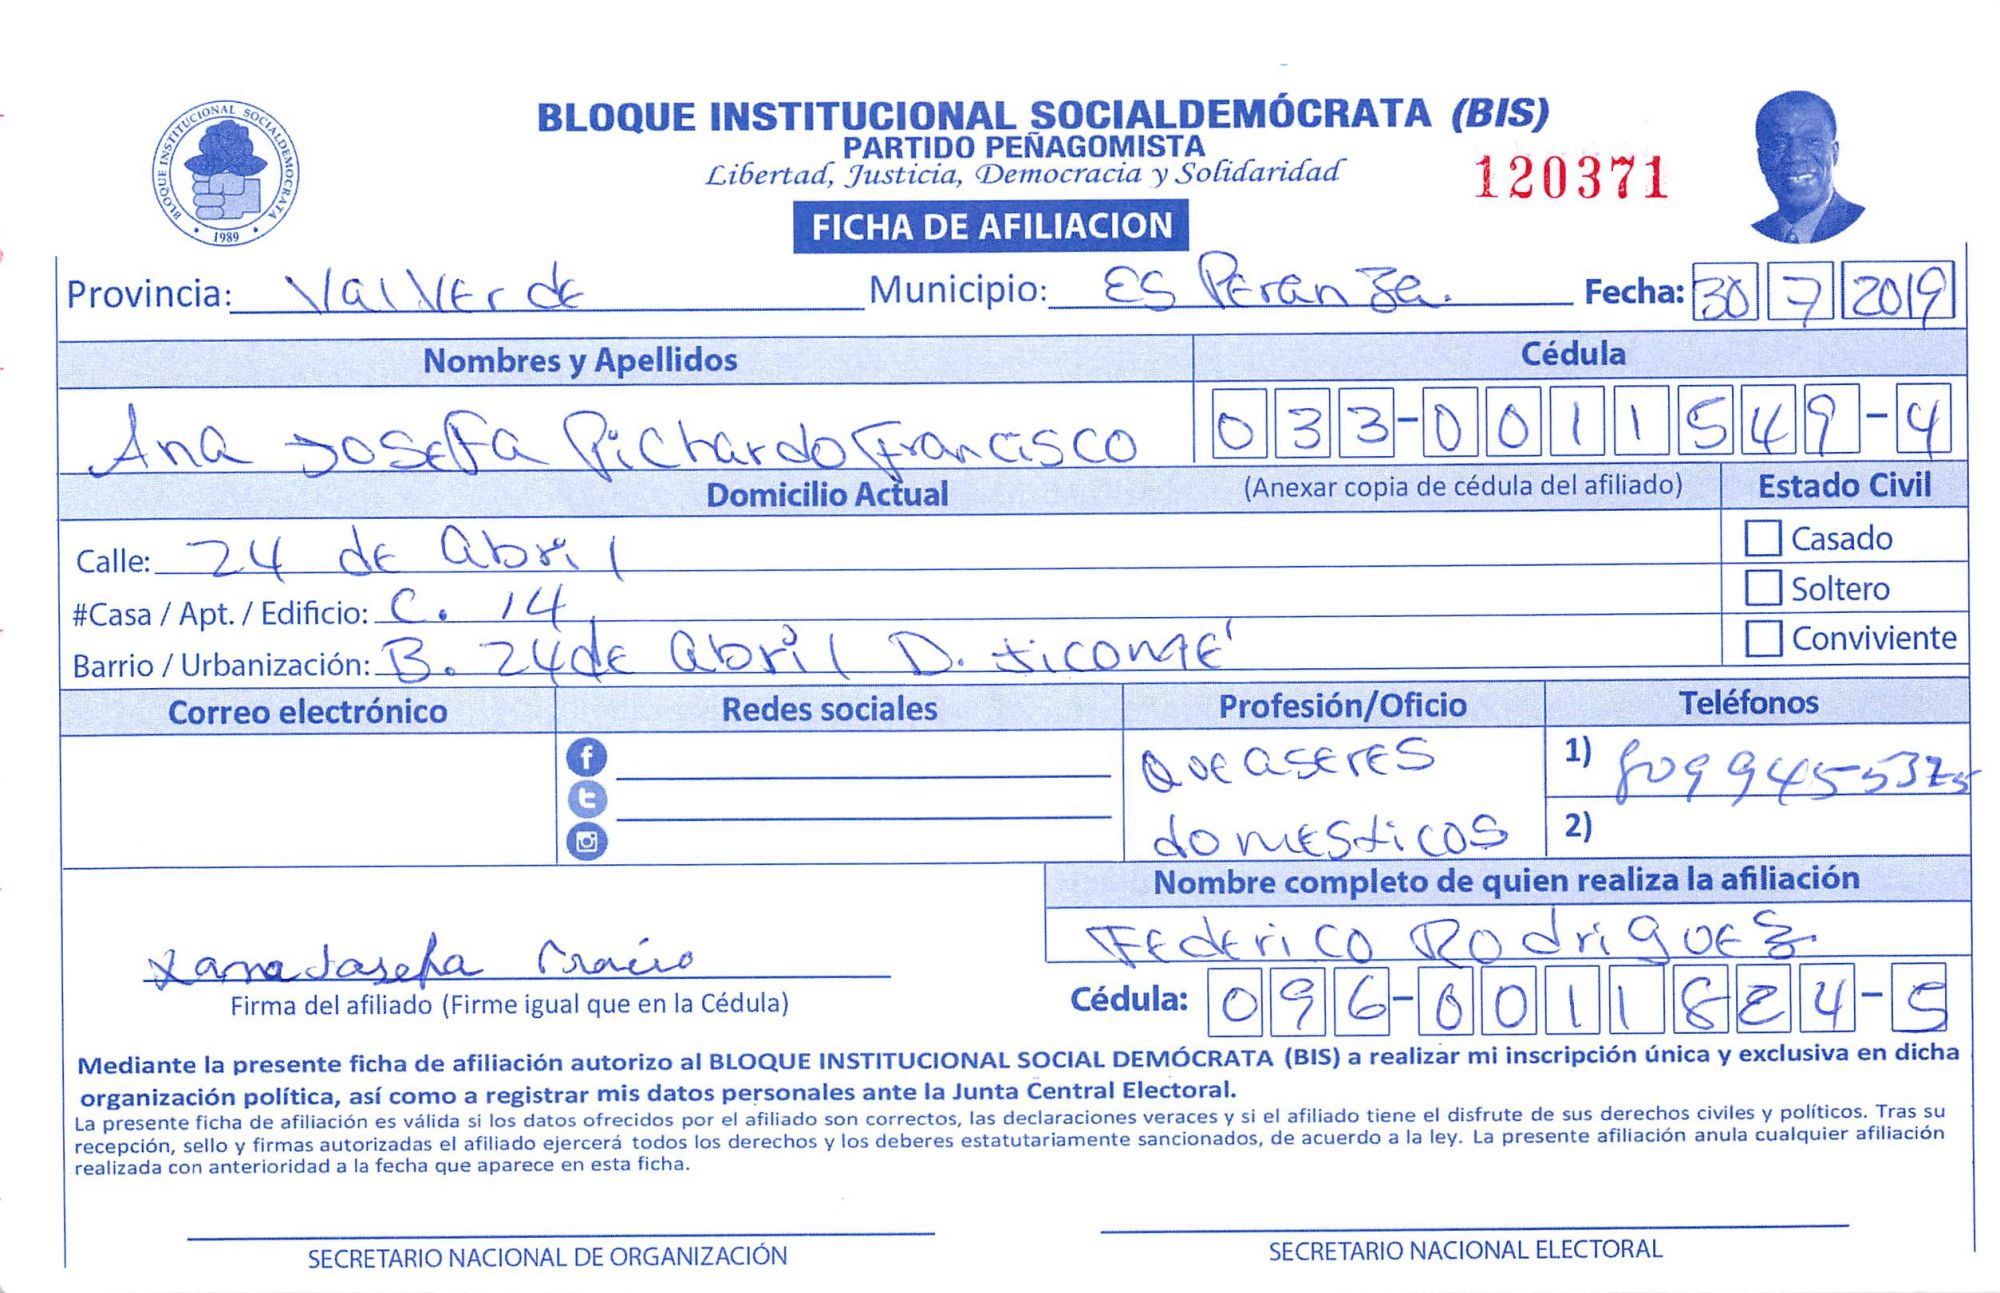 BLOQUE INSTITUCIONAL SOCIALDEMÓCRATA (BIS)
PARTIDO PEÑAGOMISTA
Libertad, Justicia, Democracia y Solidaridad
120371
BLOQUE INSTITUCIONAL SOCIALDEMOCRATA
1989
FICHA DE AFILIACION
Provincia: Valverde Municipio: Esperanza. Fecha: 30 7 2019
Nombres y Apellidos Cédula
Ana Josefa Pichardo Francisco 033-0011549-4
Domicilio Actual (Anexar copia de cédula del afiliado) Estado Civil
Calle: 24 de abril Casado
#Casa / Apt. / Edificio: C. 14 Soltero
Barrio / Urbanización: B. 24 de abril D. Jicomé Conviviente
Correo electrónico Redes sociales Profesión/Oficio Teléfonos
Queaseres 1) 809 945-5375
domesticos 2)
Nombre completo de quien realiza la afiliación
Federico Rodriguez
Firma del afiliado (Firme igual que en la Cédula) Cédula: 096-0011824-5
Mediante la presente ficha de afiliación autorizo al BLOQUE INSTITUCIONAL SOCIAL DEMÓCRATA (BIS) a realizar mi inscripción única y exclusiva en dicha
organización política, así como a registrar mis datos personales ante la Junta Central Electoral.
La presente ficha de afiliación es válida si los datos ofrecidos por el afiliado son correctos, las declaraciones veraces y si el afiliado tiene el disfrute de sus derechos civiles y políticos. Tras su
recepción, sello y firmas autorizadas el afiliado ejercerá todos los derechos y los deberes estatutariamente sancionados, de acuerdo a la ley. La presente afiliación anula cualquier afiliación
realizada con anterioridad a la fecha que aparece en esta ficha.
SECRETARIO NACIONAL DE ORGANIZACIÓN SECRETARIO NACIONAL ELECTORAL